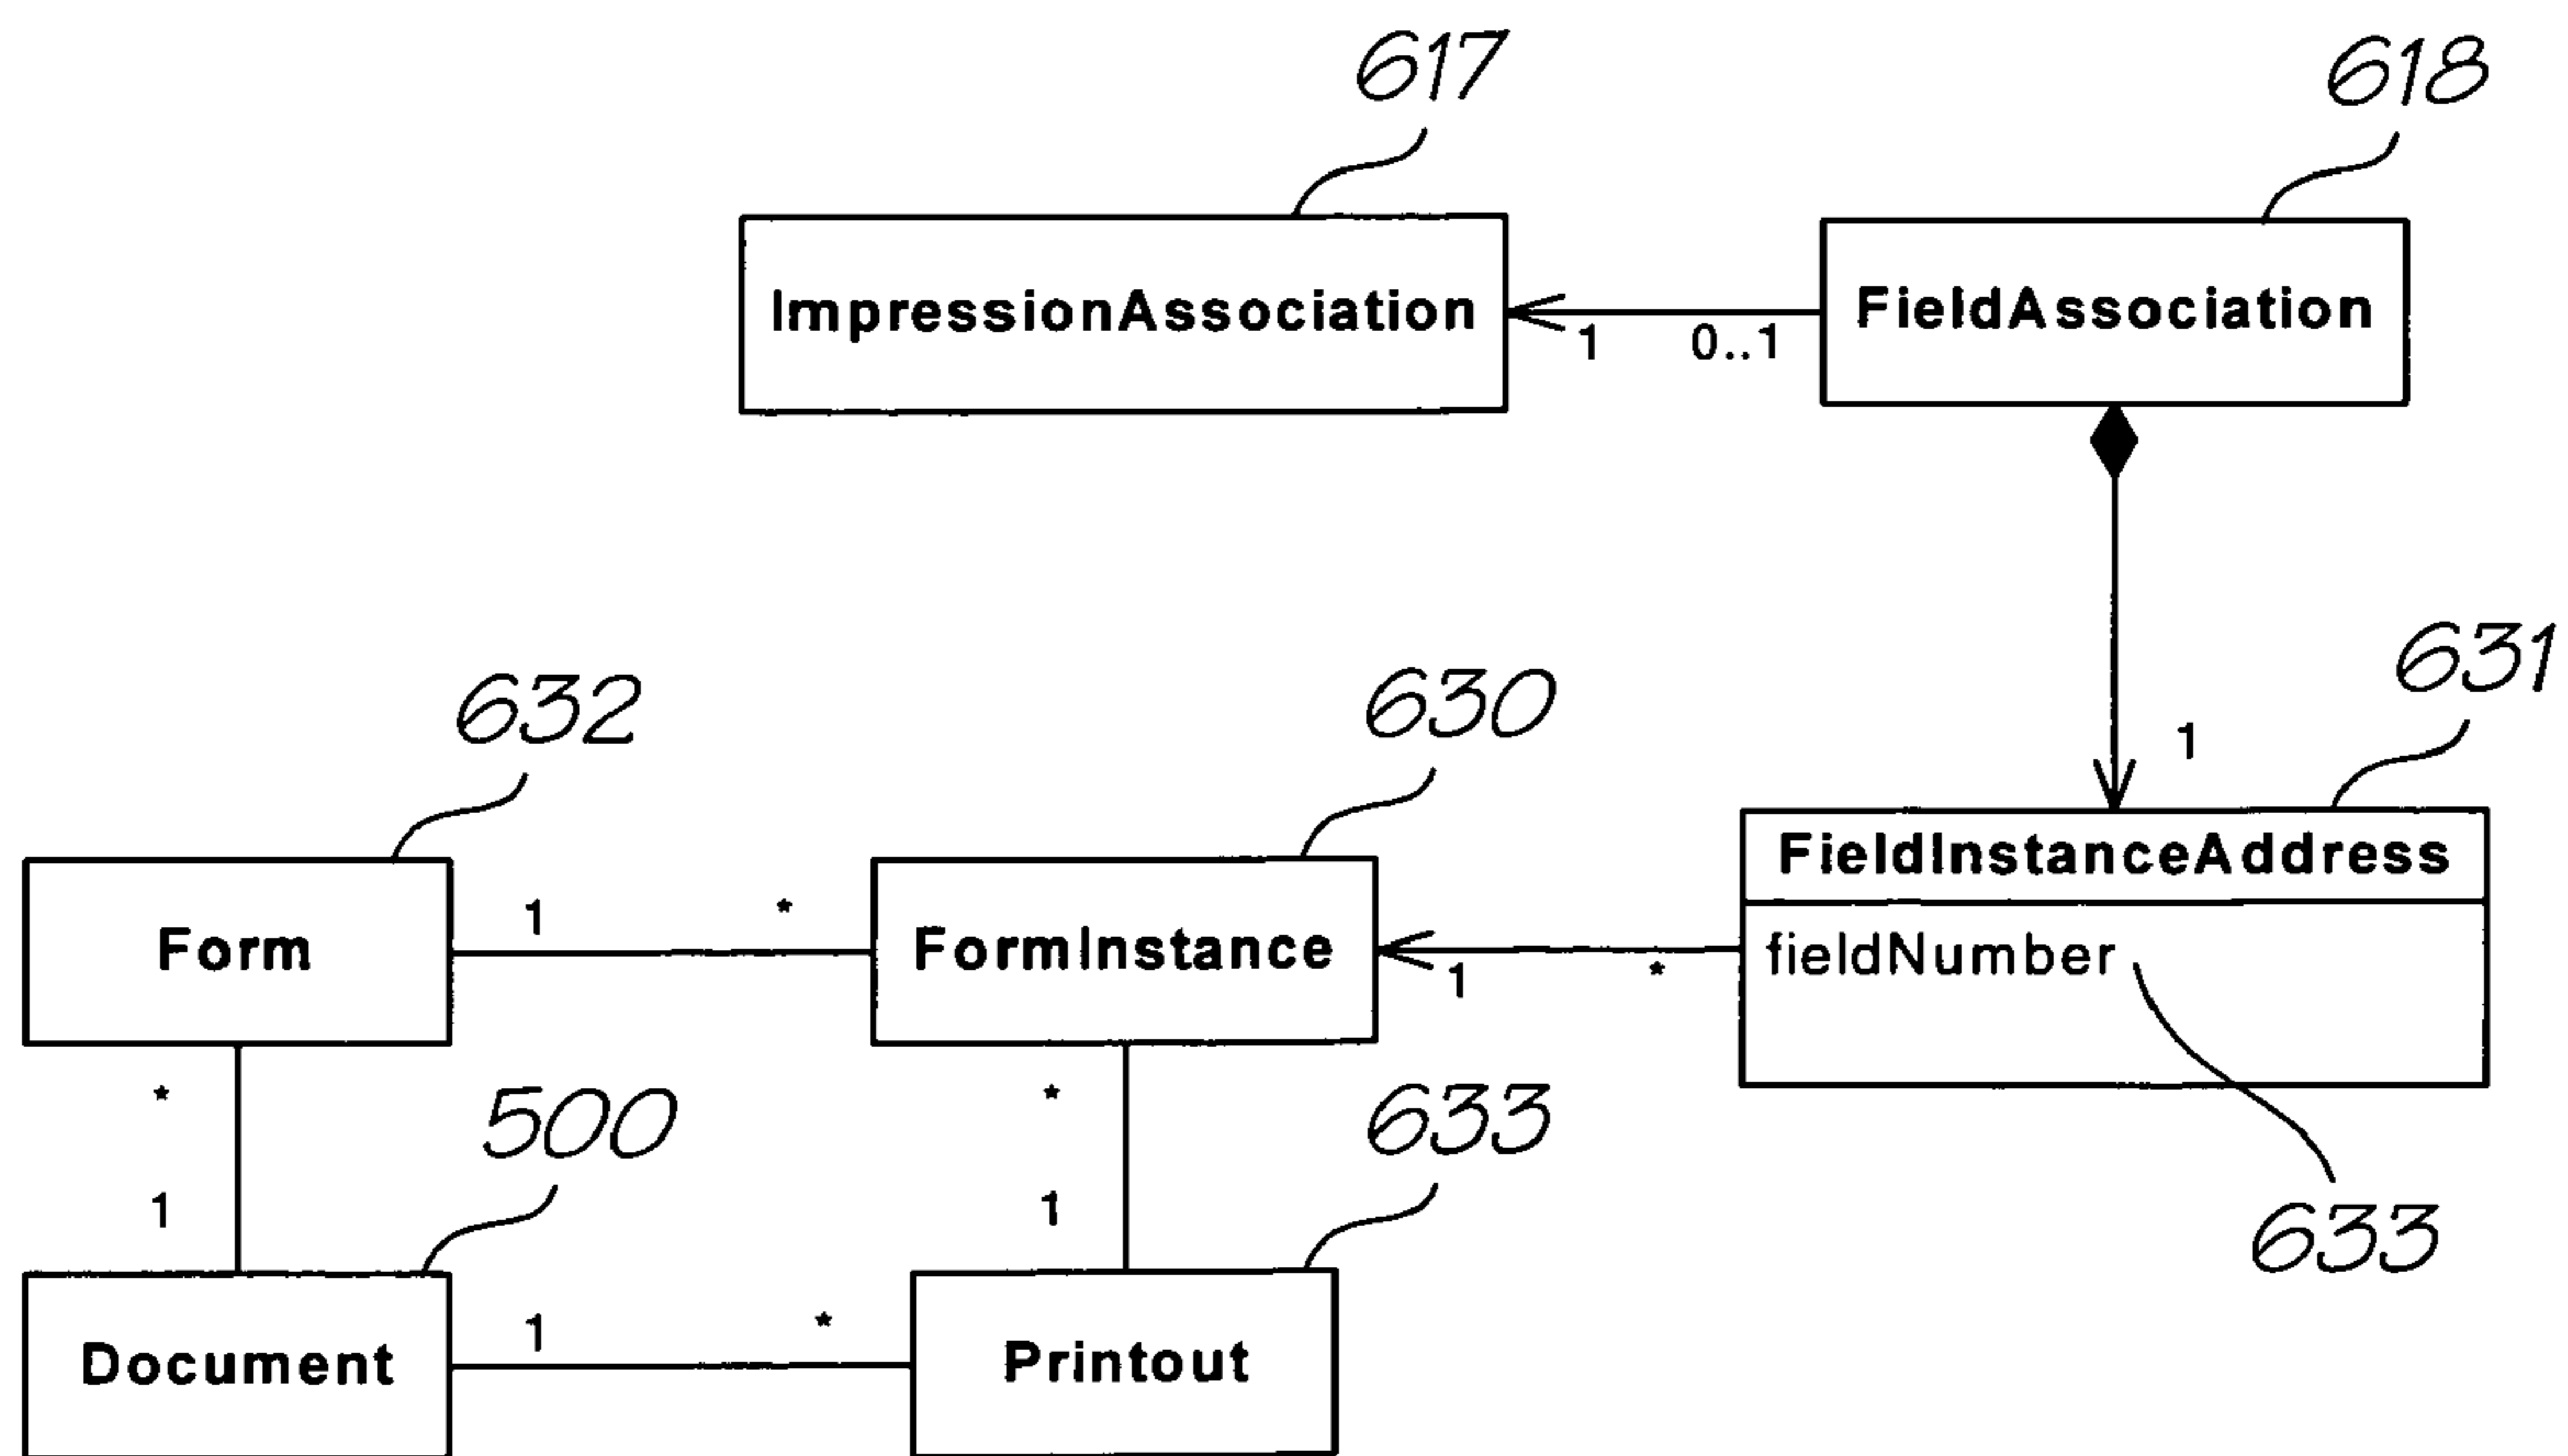 617
618
ImpressionAssociation
1
0..1
FieldAssociation
631
1
632
630
FieldInstanceAddress
Form
1
*
FormInstance
1
*
fieldNumber
*
500
*
633
1
1
633
Document
1
*
Printout